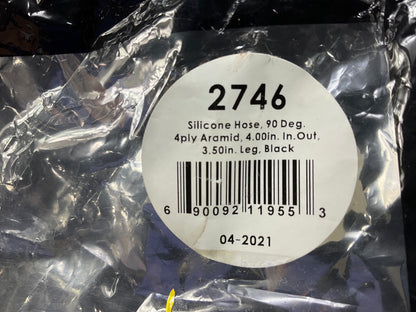 2746
Silicone Hose, 90 Deg.
4ply Aramid, 4.00in. In.Out,
3.50in. Leg, Black
6 90092 11955 3
04-2021